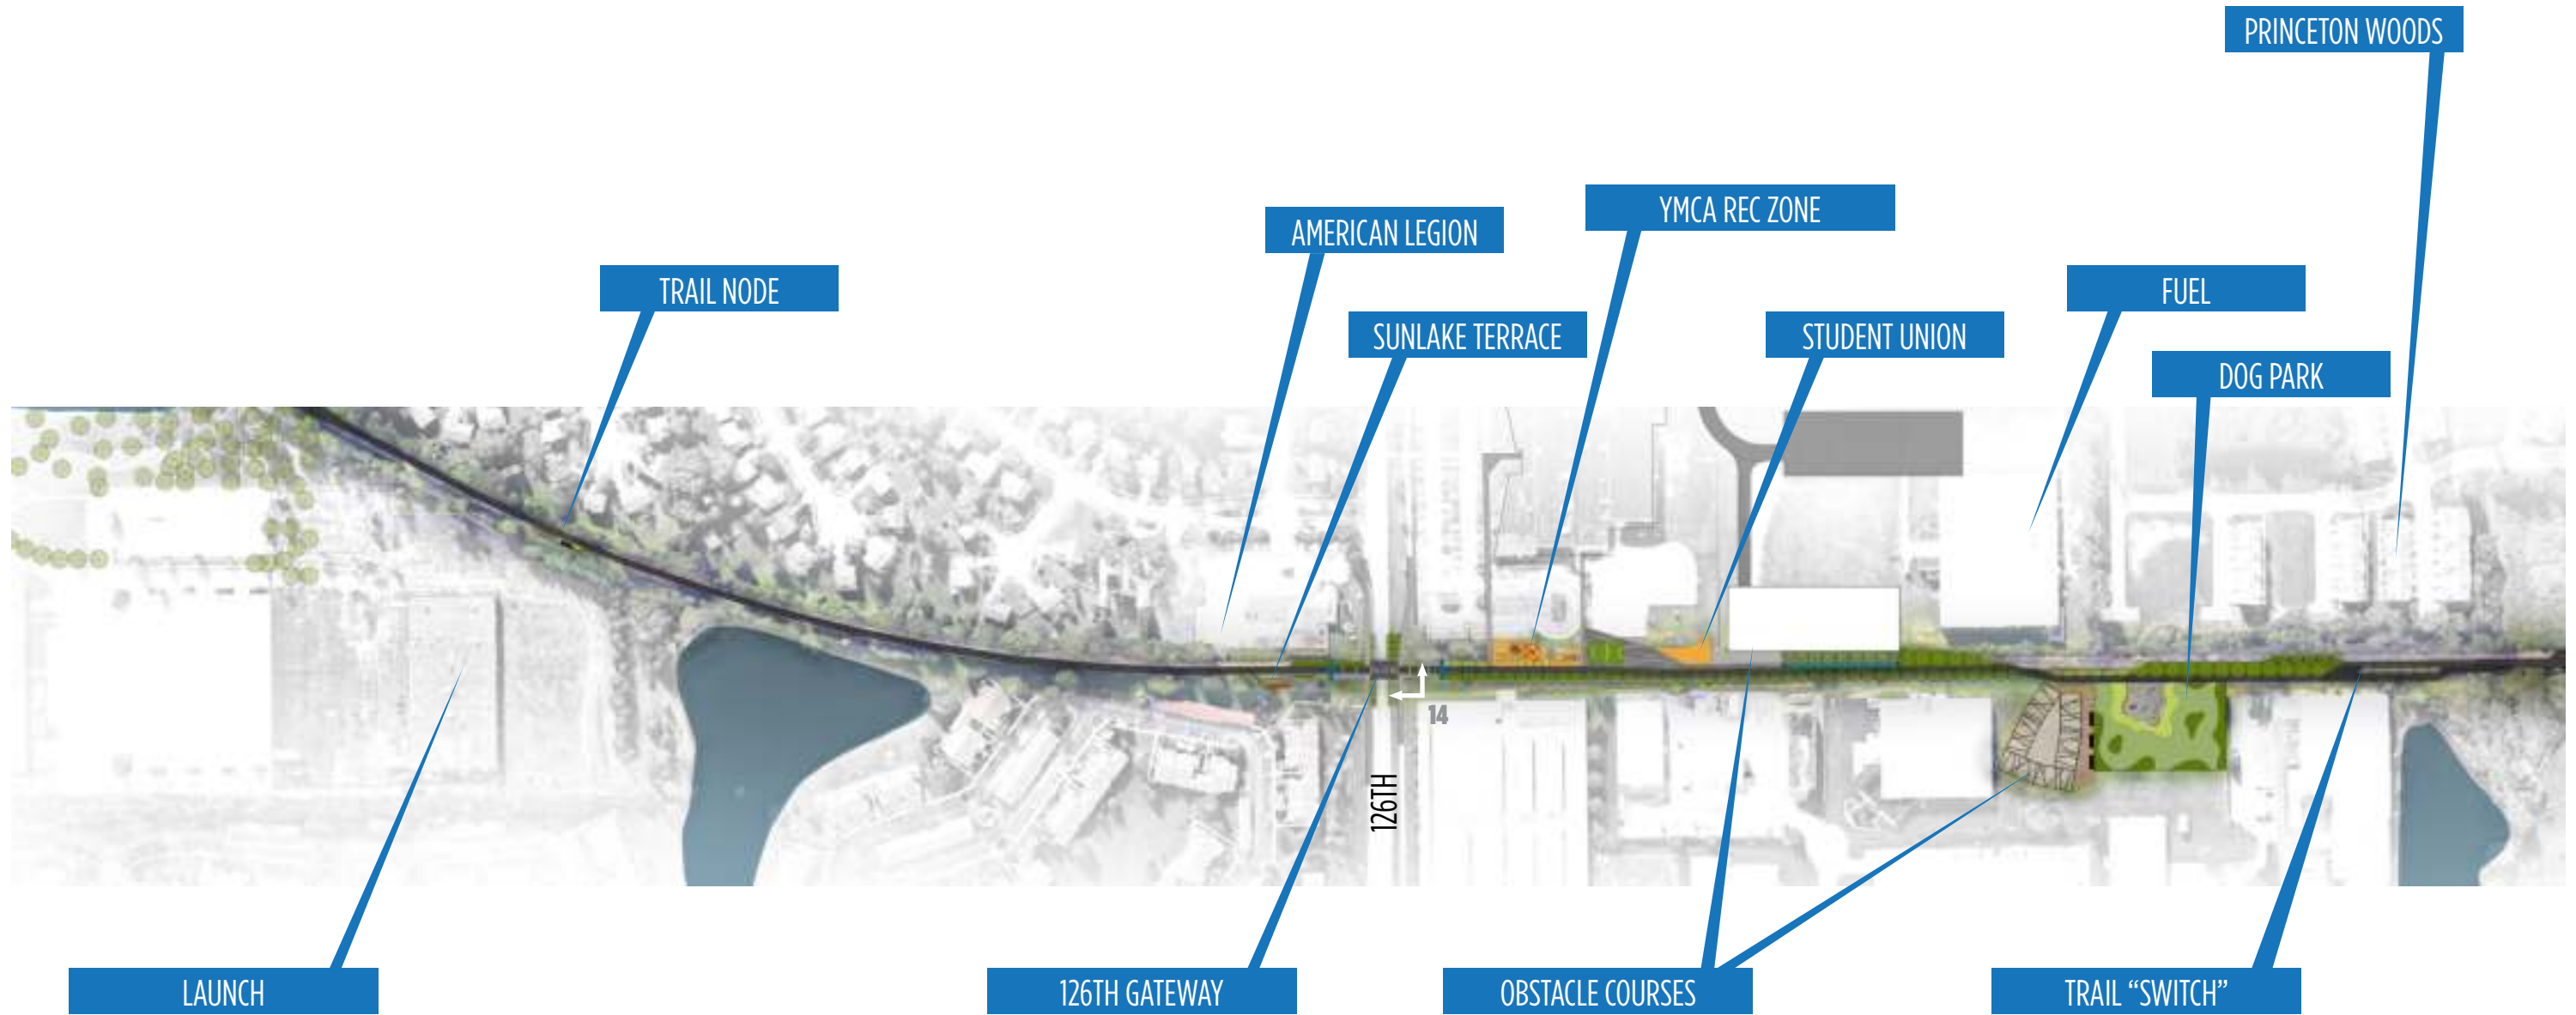 PRINCETON WOODS
YMCA REC ZONE
AMERICAN LEGION
TRAIL NODE
FUEL
SUNLAKE TERRACE
STUDENT UNION
DOG PARK
14
126TH
LAUNCH
126TH GATEWAY
OBSTACLE COURSES
TRAIL “SWITCH”